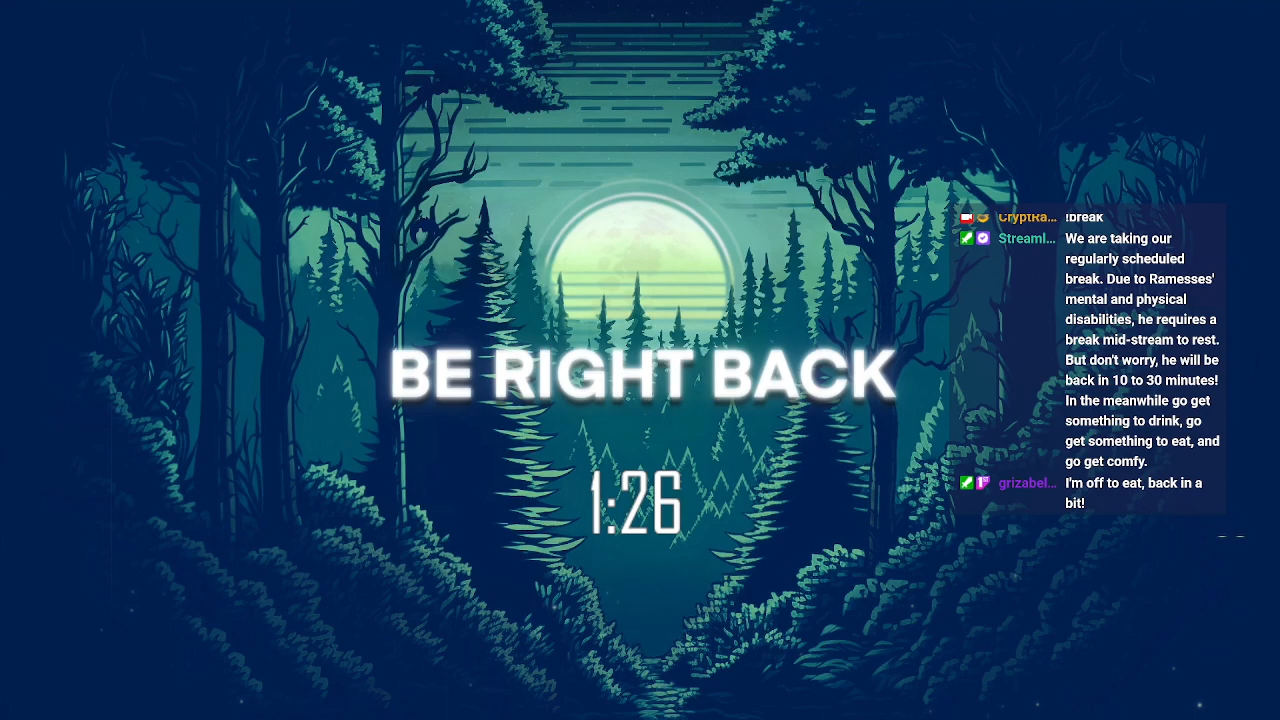 BE RIGHT BACK
1:26
CryptRa... !break
Streaml... We are taking our
regularly scheduled
break. Due to Ramesses'
mental and physical
disabilities, he requires a
break mid-stream to rest.
But don't worry, he will be
back in 10 to 30 minutes!
In the meanwhile go get
something to drink, go
get something to eat, and
go get comfy.
grizabel... I'm off to eat, back in a
bit!